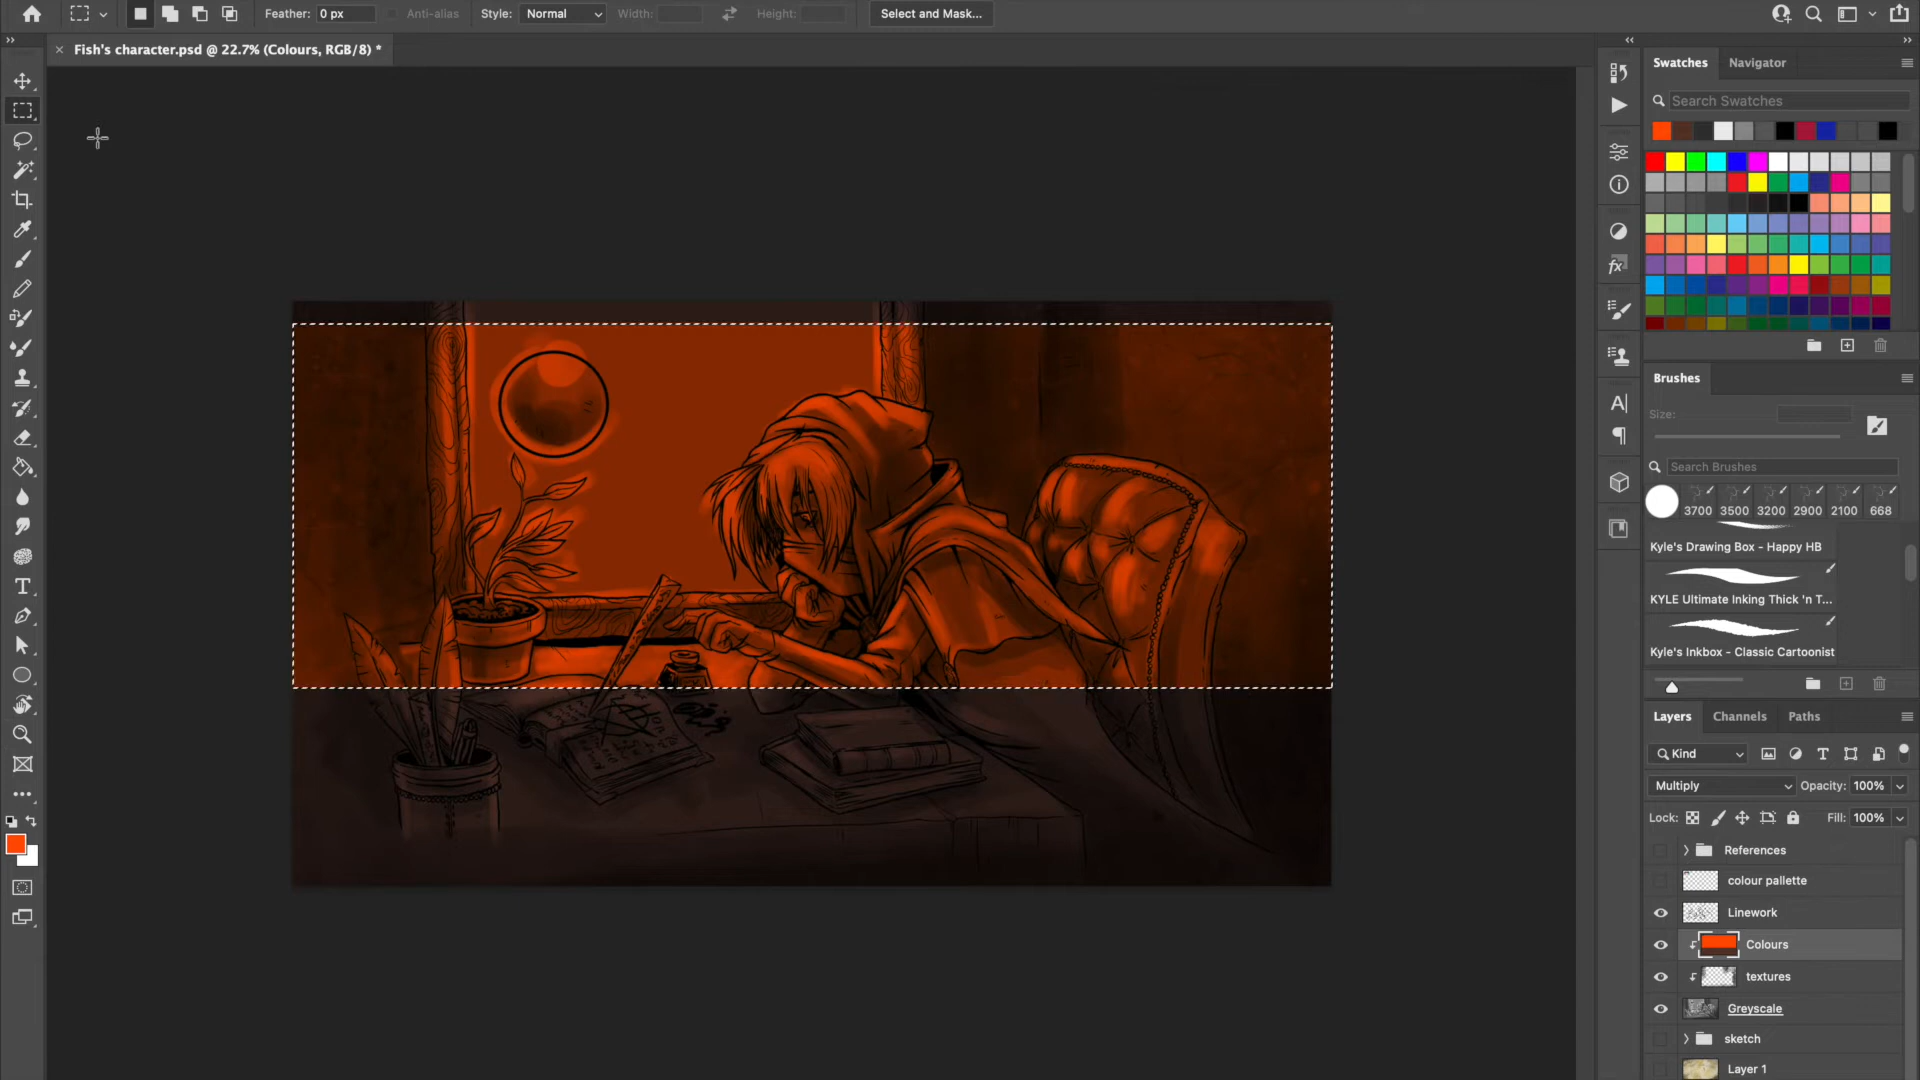 Feather: 0 px Anti-alias Style: Normal Width: Height: Select and Mask...
Fish's character.psd @ 22.7% (Colours, RGB/8) *
Swatches Navigator
Search Swatches
Brushes
Size:
Search Brushes
3700 3500 3200 2900 2100 668
Kyle's Drawing Box - Happy HB
KYLE Ultimate Inking Thick 'n T...
Kyle's Inkbox - Classic Cartoonist
Layers Channels Paths
Kind
Multiply Opacity: 100%
Lock: Fill: 100%
References
colour pallette
Linework
Colours
textures
Greyscale
sketch
Layer 1